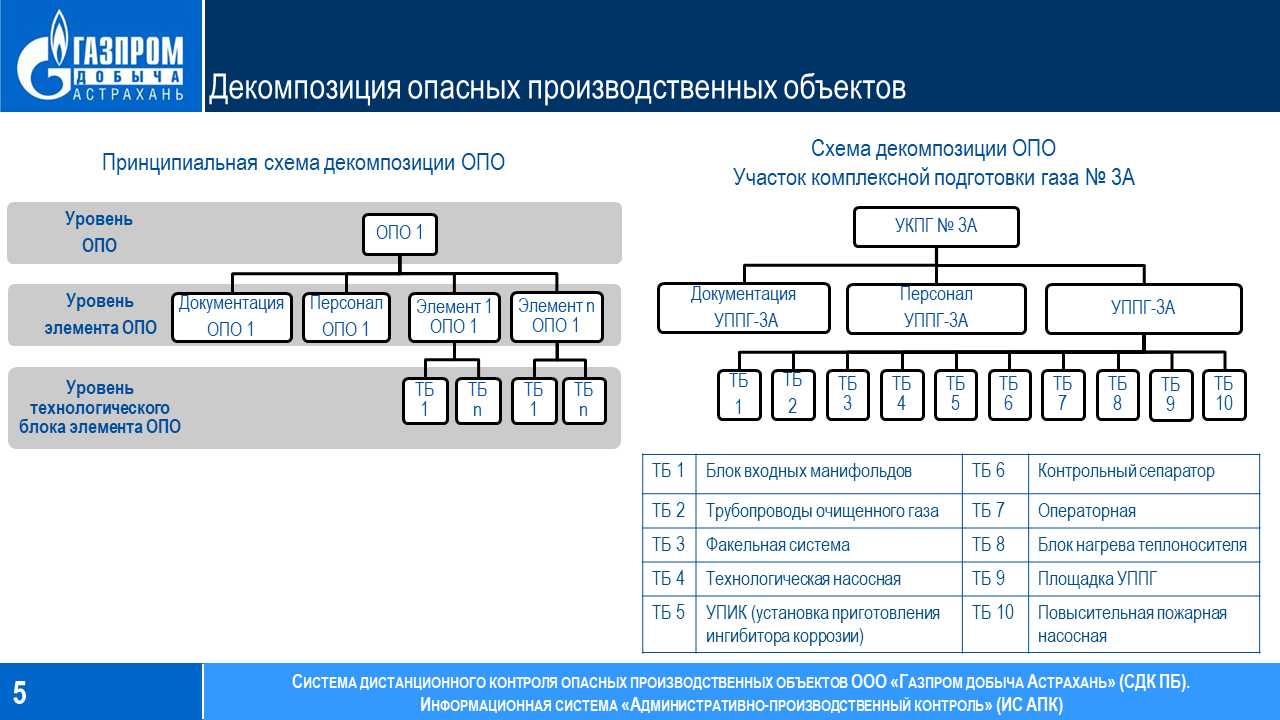 ГАЗПРОМ
ДОБЫЧА
АСТРАХАНЬ
Декомпозиция опасных производственных объектов
Принципиальная схема декомпозиции ОПО
Уровень
ОПО
ОПО 1
Уровень
элемента ОПО
Документация
ОПО 1
Персонал
ОПО 1
Элемент 1
ОПО 1
Элемент n
ОПО 1
Уровень
технологического
блока элемента ОПО
ТБ
1
ТБ
n
ТБ
1
ТБ
n
Схема декомпозиции ОПО
Участок комплексной подготовки газа № 3А
УКПГ № 3А
Документация
УППГ-3А
Персонал
УППГ-3А
УППГ-3А
ТБ
1
ТБ
2
ТБ
3
ТБ
4
ТБ
5
ТБ
6
ТБ
7
ТБ
8
ТБ
9
ТБ
10
ТБ 1 Блок входных манифольдов ТБ 6 Контрольный сепаратор
ТБ 2 Трубопроводы очищенного газа ТБ 7 Операторная
ТБ 3 Факельная система ТБ 8 Блок нагрева теплоносителя
ТБ 4 Технологическая насосная ТБ 9 Площадка УППГ
ТБ 5 УПИК (установка приготовления ТБ 10 Повысительная пожарная
ингибитора коррозии) насосная
5
Система дистанционного контроля опасных производственных объектов ООО «Газпром добыча Астрахань» (СДК ПБ).
Информационная система «Административно-производственный контроль» (ИС АПК)